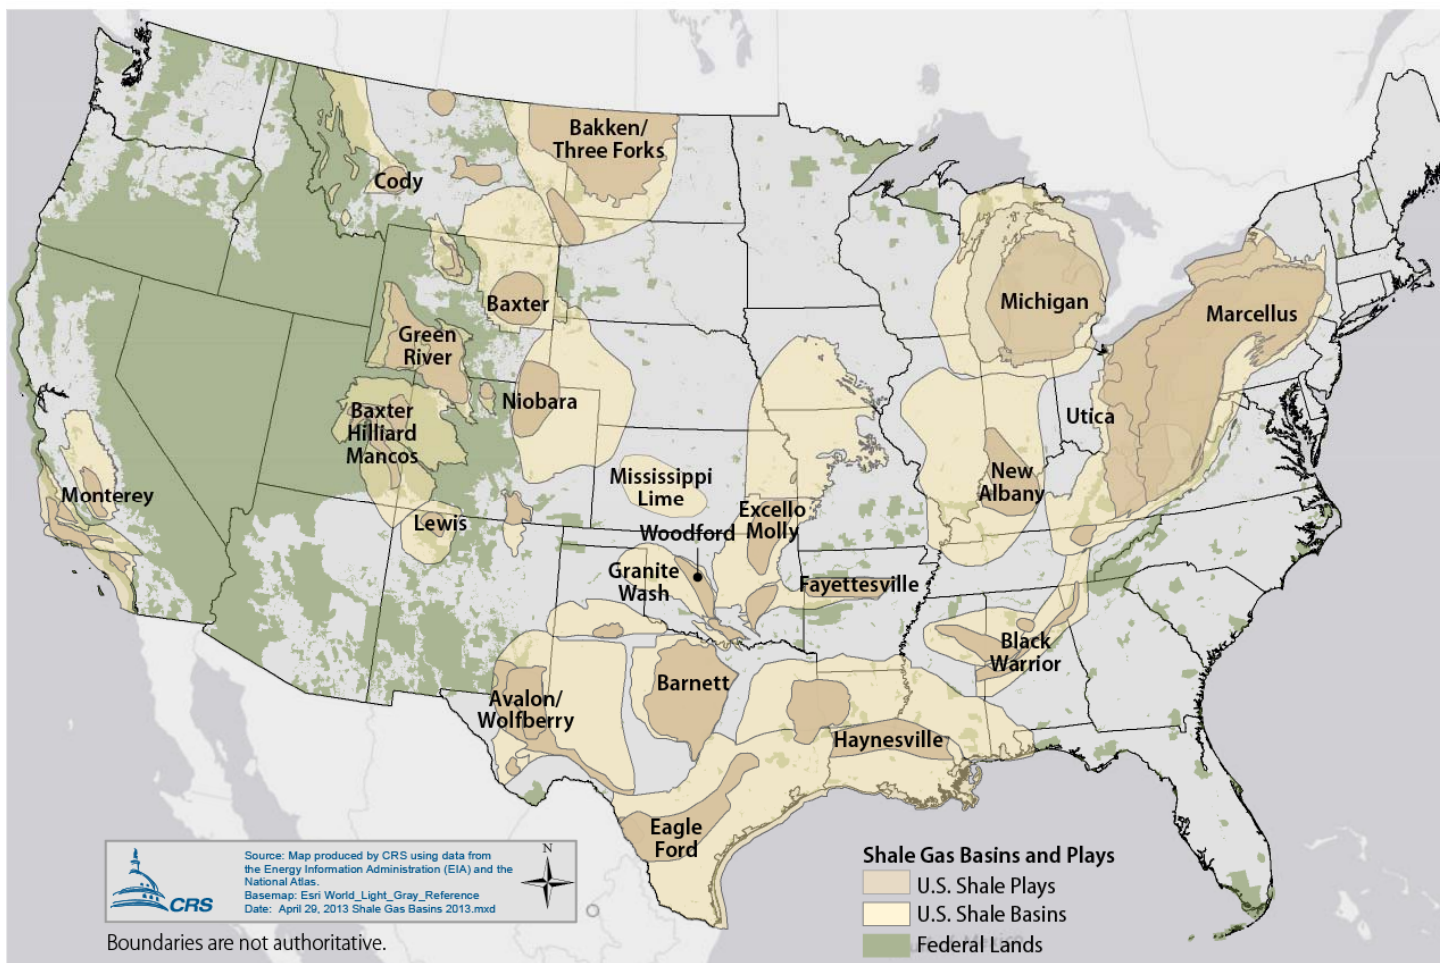 Bakken/
Three Forks
Cody
Baxter
Michigan
Marcellus
Green
River
Niobara
Baxter
Hilliard
Mancos
Utica
Mississippi
Lime
New
Albany
Monterey
Excello
Molly
Lewis
Woodford
Granite
Wash
Fayettesville
Black
Warrior
Barnett
Avalon/
Wolfberry
Haynesville
Eagle
Ford
Shale Gas Basins and Plays
U.S. Shale Plays
U.S. Shale Basins
Federal Lands
CRS
Source: Map produced by CRS using data from
the Energy Information Administration (EIA) and the
National Atlas.
Basemap: Esri World_Light_Gray_Reference
Date: April 29, 2013 Shale Gas Basins 2013.mxd
N
Boundaries are not authoritative.